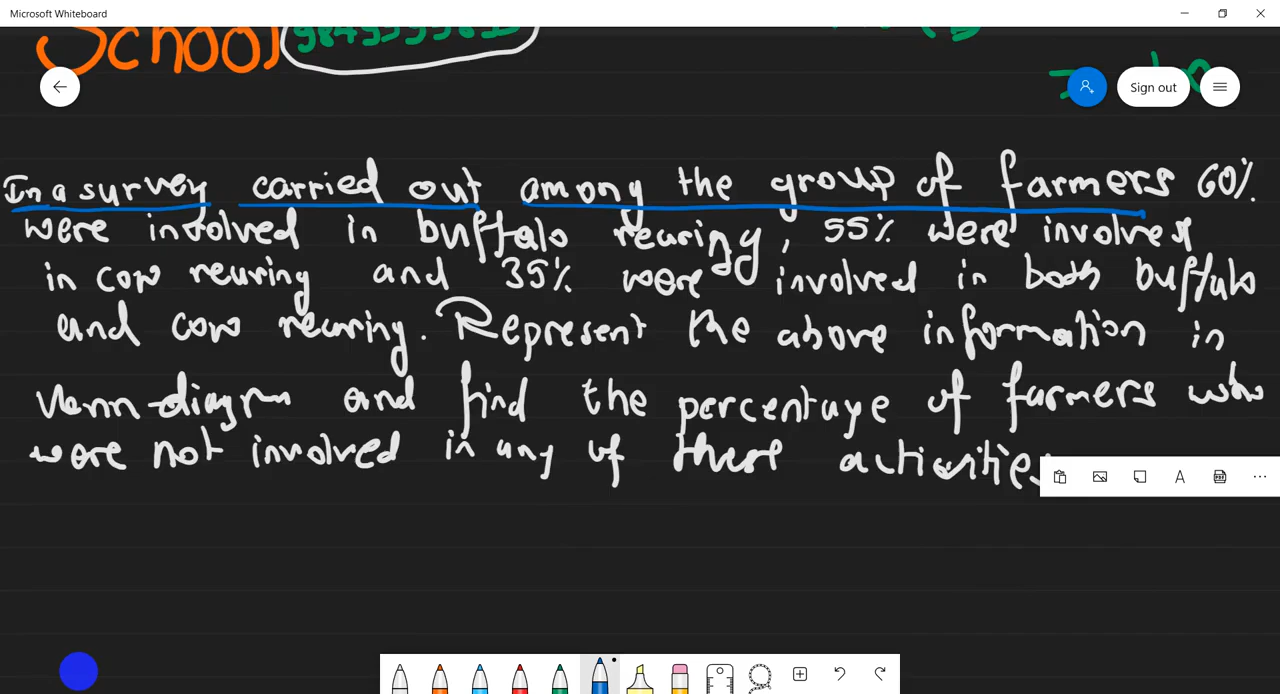 Microsoft Whiteboard
School
Sign out
In a survey carried out among the group of farmers 60%.
were involved in buffalo rearing, 55% were involved
in cow rearing and 35% were involved in both buffalo
and cow rearing. Represent the above information in
Venn-diagrm and find the percentage of farmers who
were not involved in any of these activities